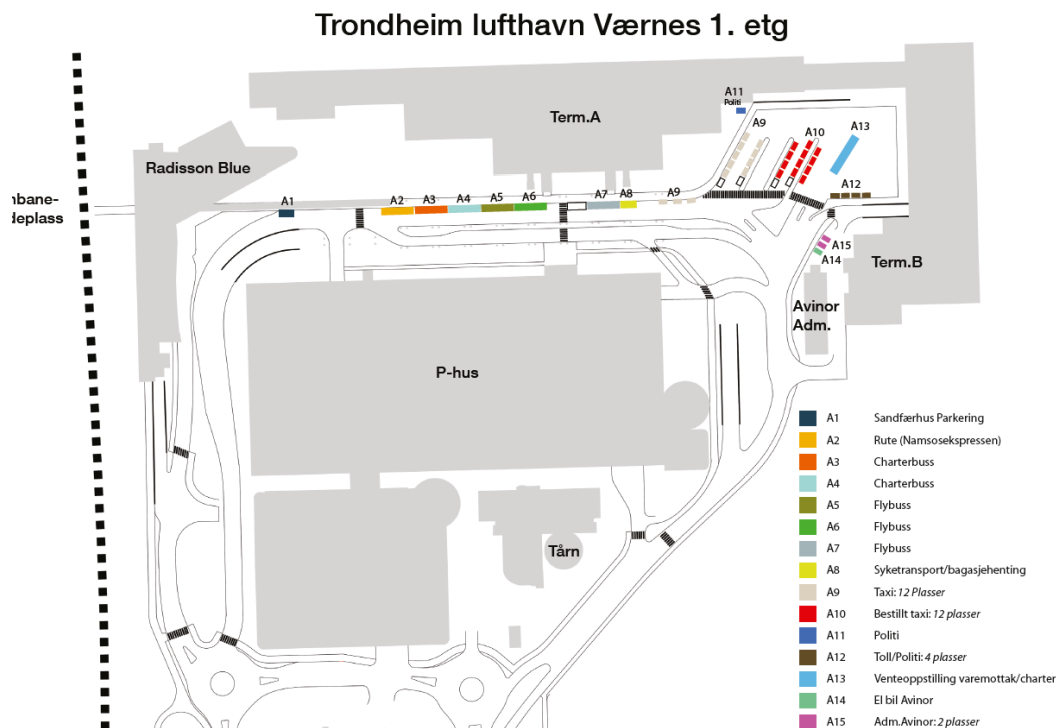 Trondheim lufthavn Værnes 1. etg
A11
Politi
Term.A
A9
A10
A13
Radisson Blue
A12
A1
A2
A3
A4
A5
A6
A7
A8
A9
A15
A14
Term.B
Avinor
Adm.
P-hus
Tårn
A1 Sandfærhus Parkering
A2 Rute (Namsosekspressen)
A3 Charterbuss
A4 Charterbuss
A5 Flybuss
A6 Flybuss
A7 Flybuss
A8 Syketransport/bagasjehenting
A9 Taxi: 12 Plasser
A10 Bestillt taxi: 12 plasser
A11 Politi
A12 Toll/Politi: 4 plasser
A13 Venteoppstilling varemottak/charter
A14 El bil Avinor
A15 Adm.Avinor: 2 plasser